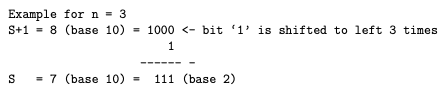 Example for n = 3
S+1 = 8 (base 10) = 1000 <- bit ‘1’ is shifted to left 3 times
1
------ -
S = 7 (base 10) = 111 (base 2)